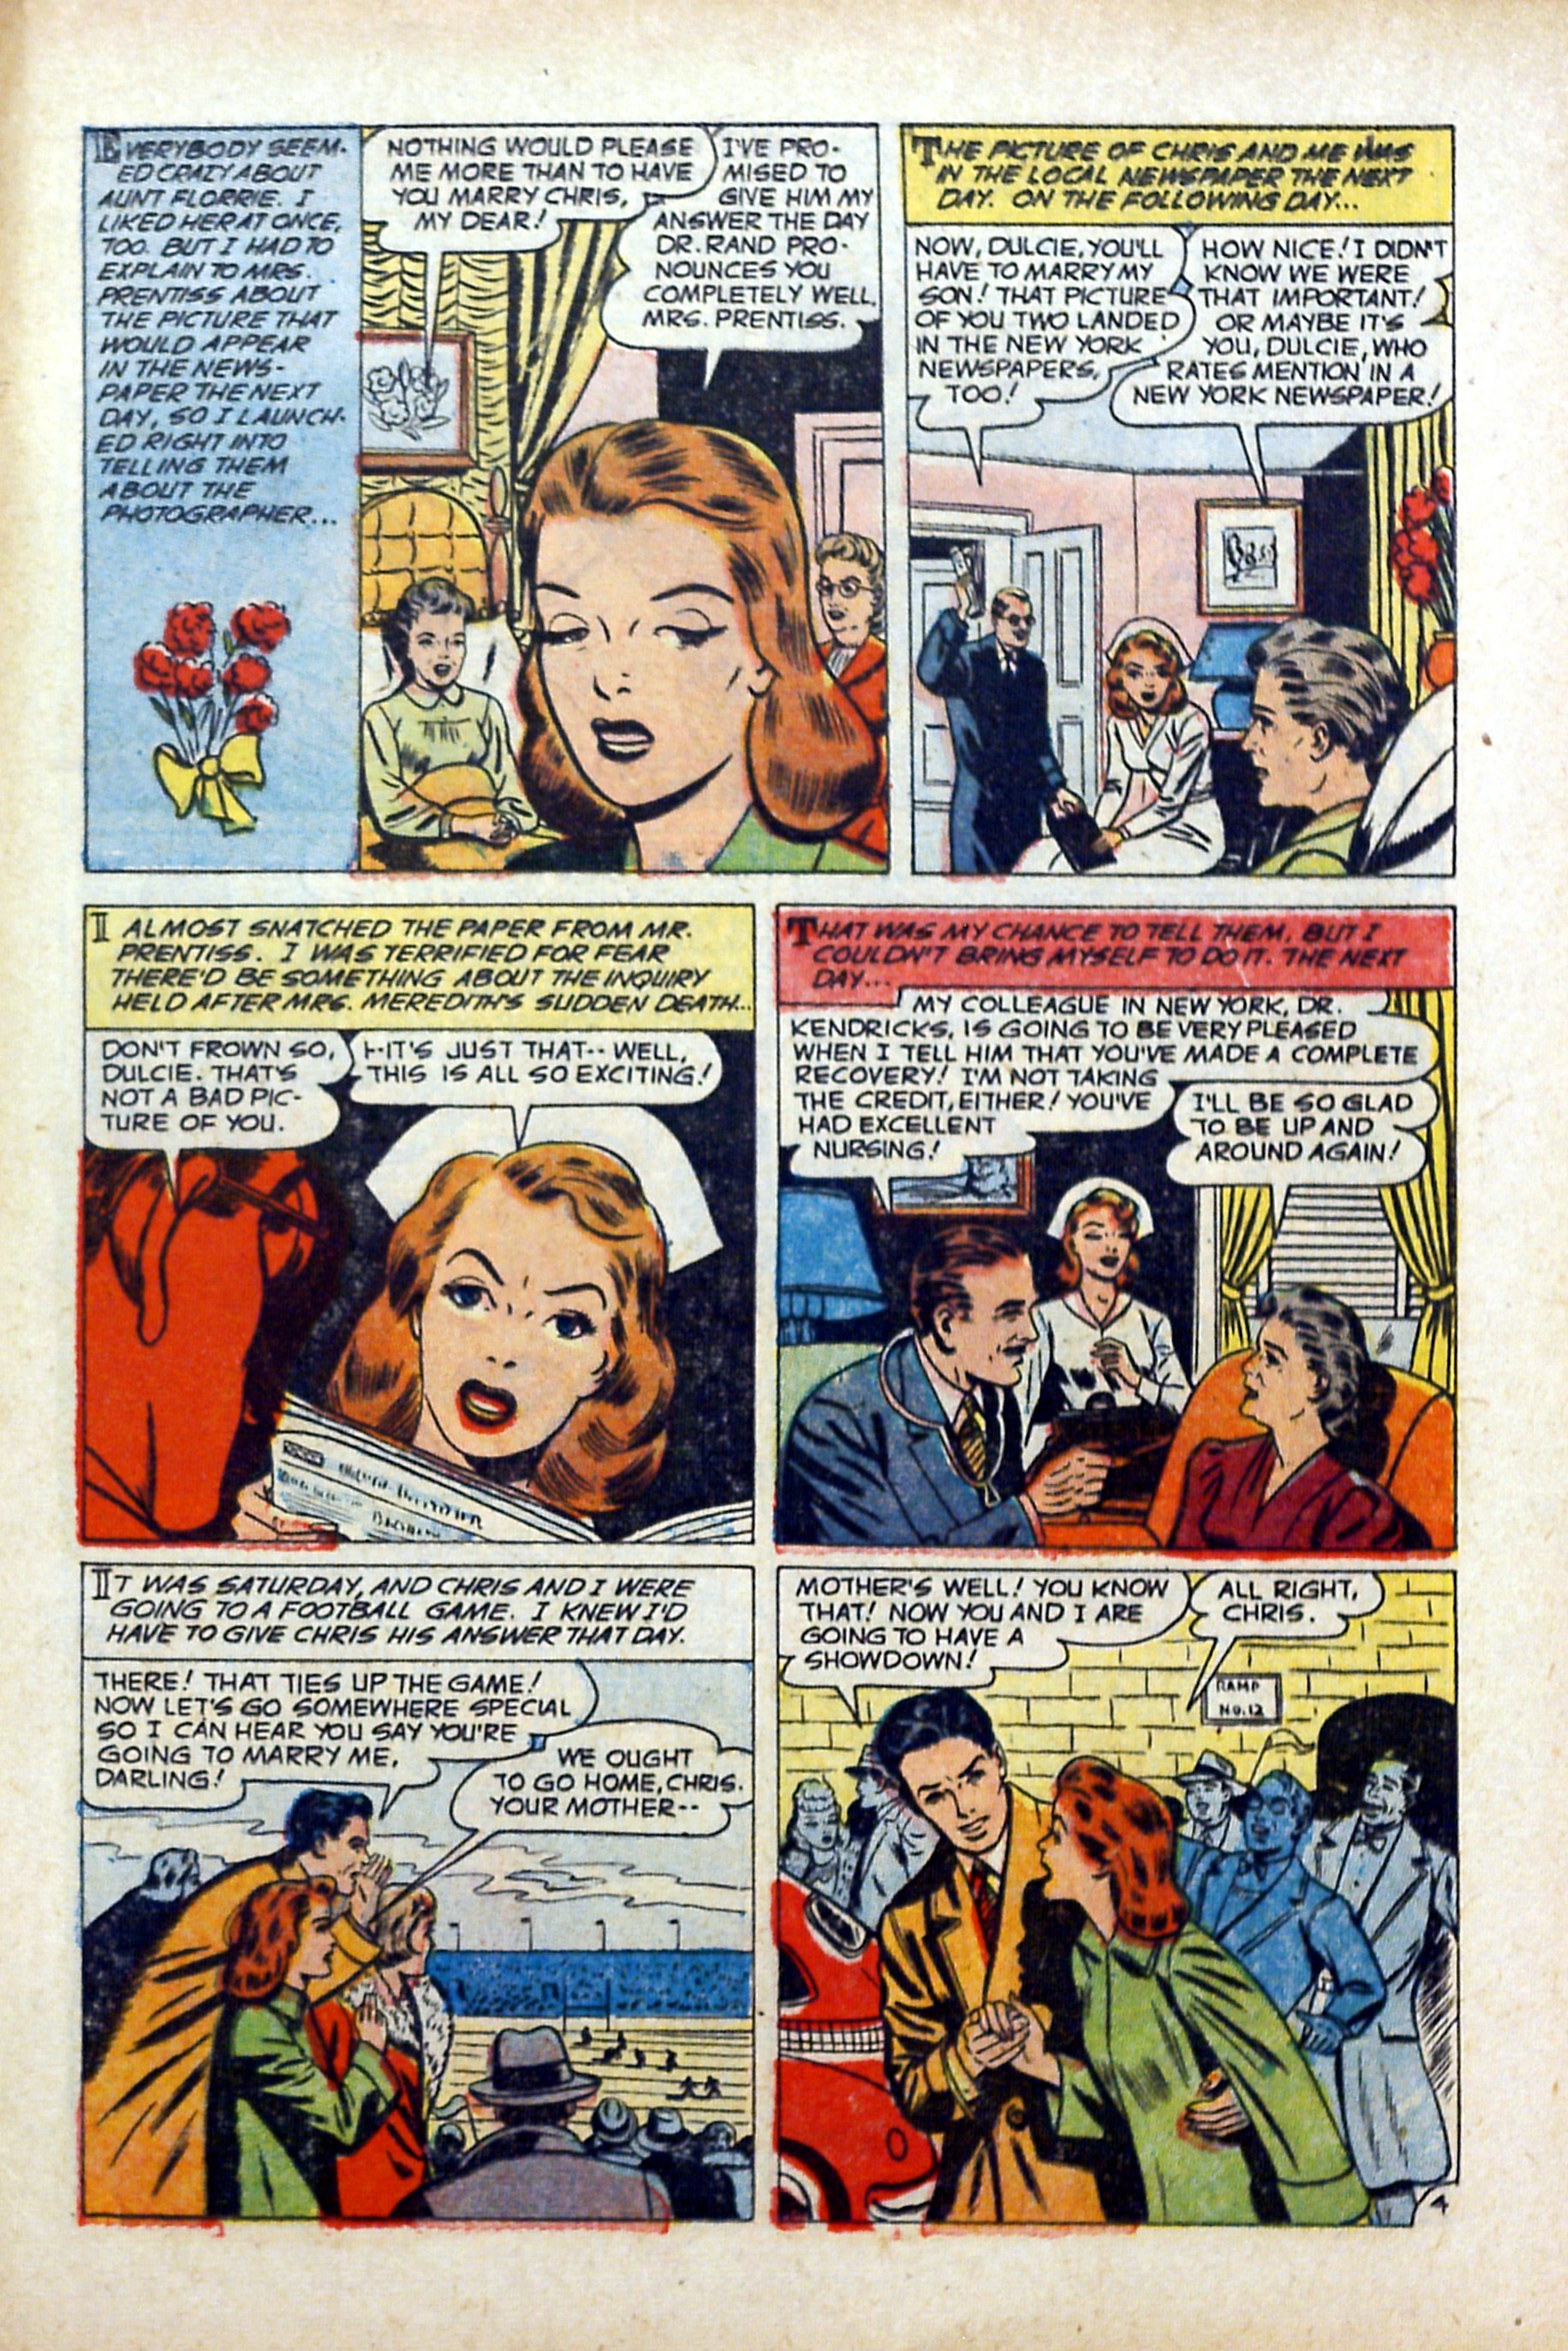 EVERYBODY SEEM-
ED CRAZY ABOUT
AUNT FLORRIE. I
LIKED HER AT ONCE,
TOO. BUT I HAD TO
EXPLAIN TO MRS.
PRENTISS ABOUT
THE PICTURE THAT
WOULD APPEAR
IN THE NEWS-
PAPER THE NEXT
DAY, SO I LAUNCH-
ED RIGHT INTO
TELLING THEM
ABOUT THE
PHOTOGRAPHER...
NOTHING WOULD PLEASE
ME MORE THAN TO HAVE
YOU MARRY CHRIS,
MY DEAR!
I'VE PRO-
MISED TO
GIVE HIM MY
ANSWER THE DAY
DR. RAND PRO-
NOUNCES YOU
COMPLETELY WELL,
MRS. PRENTISS.
THE PICTURE OF CHRIS AND ME WAS
IN THE LOCAL NEWSPAPER THE NEXT
DAY. ON THE FOLLOWING DAY...
NOW, DULCIE, YOU'LL
HAVE TO MARRY MY
SON! THAT PICTURE
OF YOU TWO LANDED
IN THE NEW YORK
NEWSPAPERS,
TOO!
HOW NICE! I DIDN'T
KNOW WE WERE
THAT IMPORTANT!
OR MAYBE IT'S
YOU, DULCIE, WHO
RATES MENTION IN A
NEW YORK NEWSPAPER!
I ALMOST SNATCHED THE PAPER FROM MR.
PRENTISS. I WAS TERRIFIED FOR FEAR
THERE'D BE SOMETHING ABOUT THE INQUIRY
HELD AFTER MRS. MEREDITH'S SUDDEN DEATH...
DON'T FROWN SO,
DULCIE. THAT'S
NOT A BAD PIC-
TURE OF YOU.
I-IT'S JUST THAT-- WELL,
THIS IS ALL SO EXCITING!
THAT WAS MY CHANCE TO TELL THEM, BUT I
COULDN'T BRING MYSELF TO DO IT. THE NEXT
DAY...
MY COLLEAGUE IN NEW YORK, DR.
KENDRICKS, IS GOING TO BE VERY PLEASED
WHEN I TELL HIM THAT YOU'VE MADE A COMPLETE
RECOVERY! I'M NOT TAKING
THE CREDIT, EITHER! YOU'VE
HAD EXCELLENT
NURSING!
I'LL BE SO GLAD
TO BE UP AND
AROUND AGAIN!
IT WAS SATURDAY, AND CHRIS AND I WERE
GOING TO A FOOTBALL GAME. I KNEW I'D
HAVE TO GIVE CHRIS HIS ANSWER THAT DAY.
THERE! THAT TIES UP THE GAME!
NOW LET'S GO SOMEWHERE SPECIAL
SO I CAN HEAR YOU SAY YOU'RE
GOING TO MARRY ME,
DARLING!
WE OUGHT
TO GO HOME, CHRIS.
YOUR MOTHER--
MOTHER'S WELL! YOU KNOW
THAT! NOW YOU AND I ARE
GOING TO HAVE A
SHOWDOWN!
ALL RIGHT,
CHRIS.
RAMP
NO. 12
4